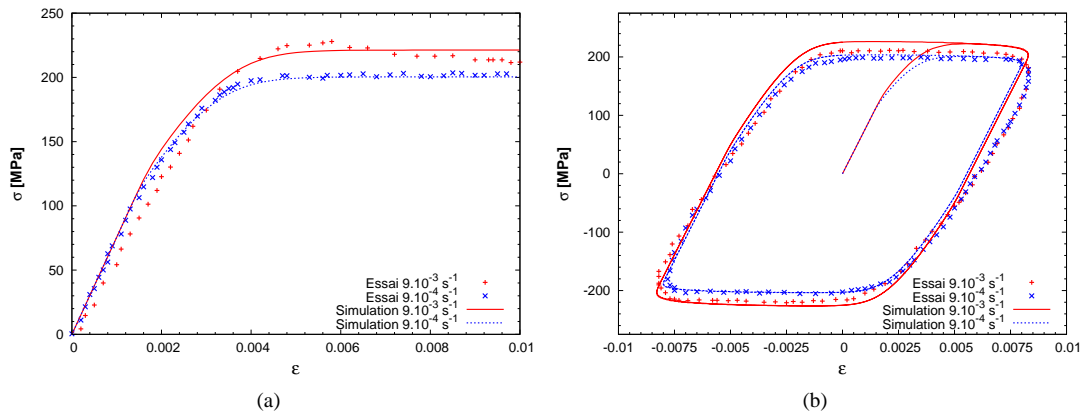 250
200
150
100
50
0
σ [MPa]
0
0.002
0.004
0.006
0.008
0.01
ε
Essai 9.10⁻³ s⁻¹
Essai 9.10⁻⁴ s⁻¹
Simulation 9.10⁻³ s⁻¹
Simulation 9.10⁻⁴ s⁻¹
(a)
200
100
0
-100
-200
σ [MPa]
-0.01
-0.0075
-0.005
-0.0025
0
0.0025
0.005
0.0075
0.01
ε
Essai 9.10⁻³ s⁻¹
Essai 9.10⁻⁴ s⁻¹
Simulation 9.10⁻³ s⁻¹
Simulation 9.10⁻⁴ s⁻¹
(b)